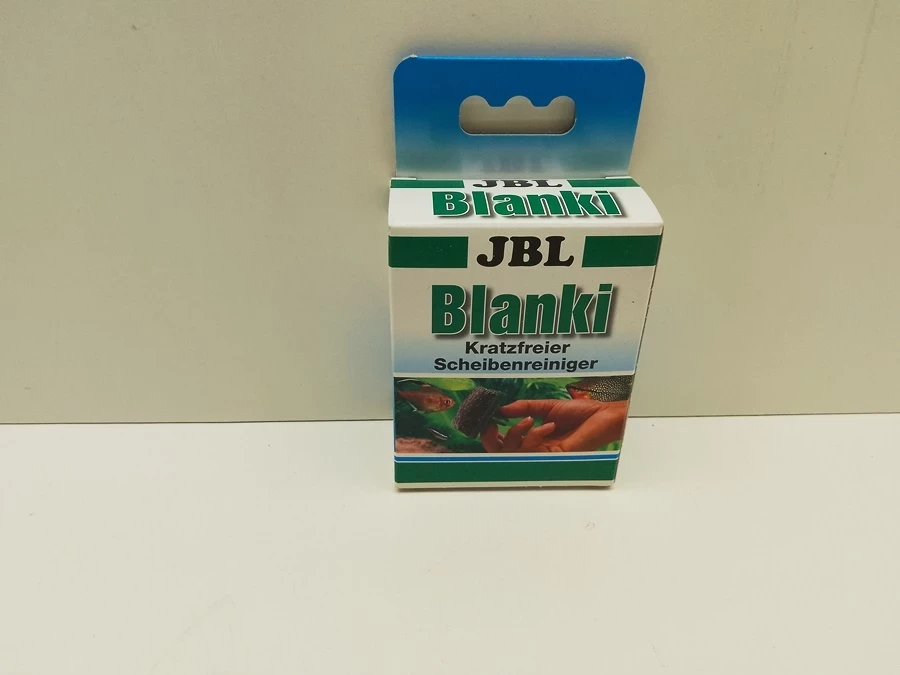 JBL
Blanki
JBL
Blanki
Kratzfreier
Scheibenreiniger